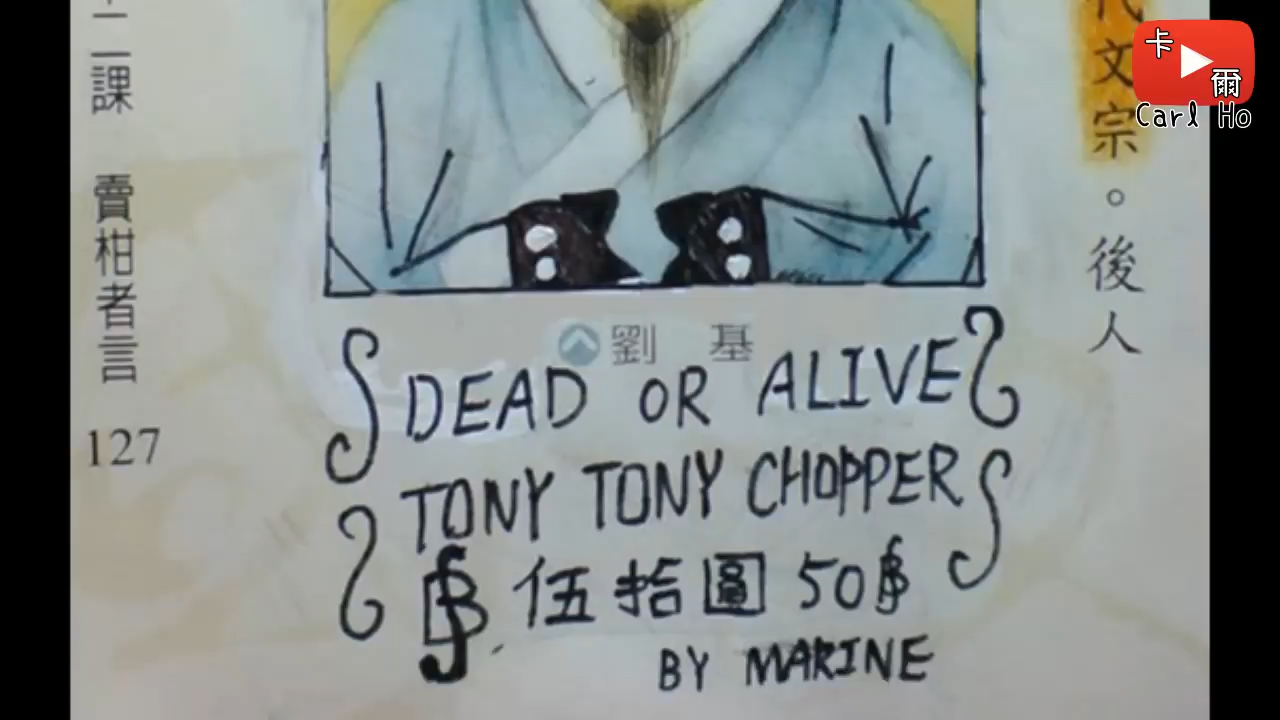 二課 賣柑者言
127
代文宗。後人
卡爾
Carl Ho
劉 基
DEAD OR ALIVE
TONY TONY CHOPPER
伍拾圓 50
BY MARINE